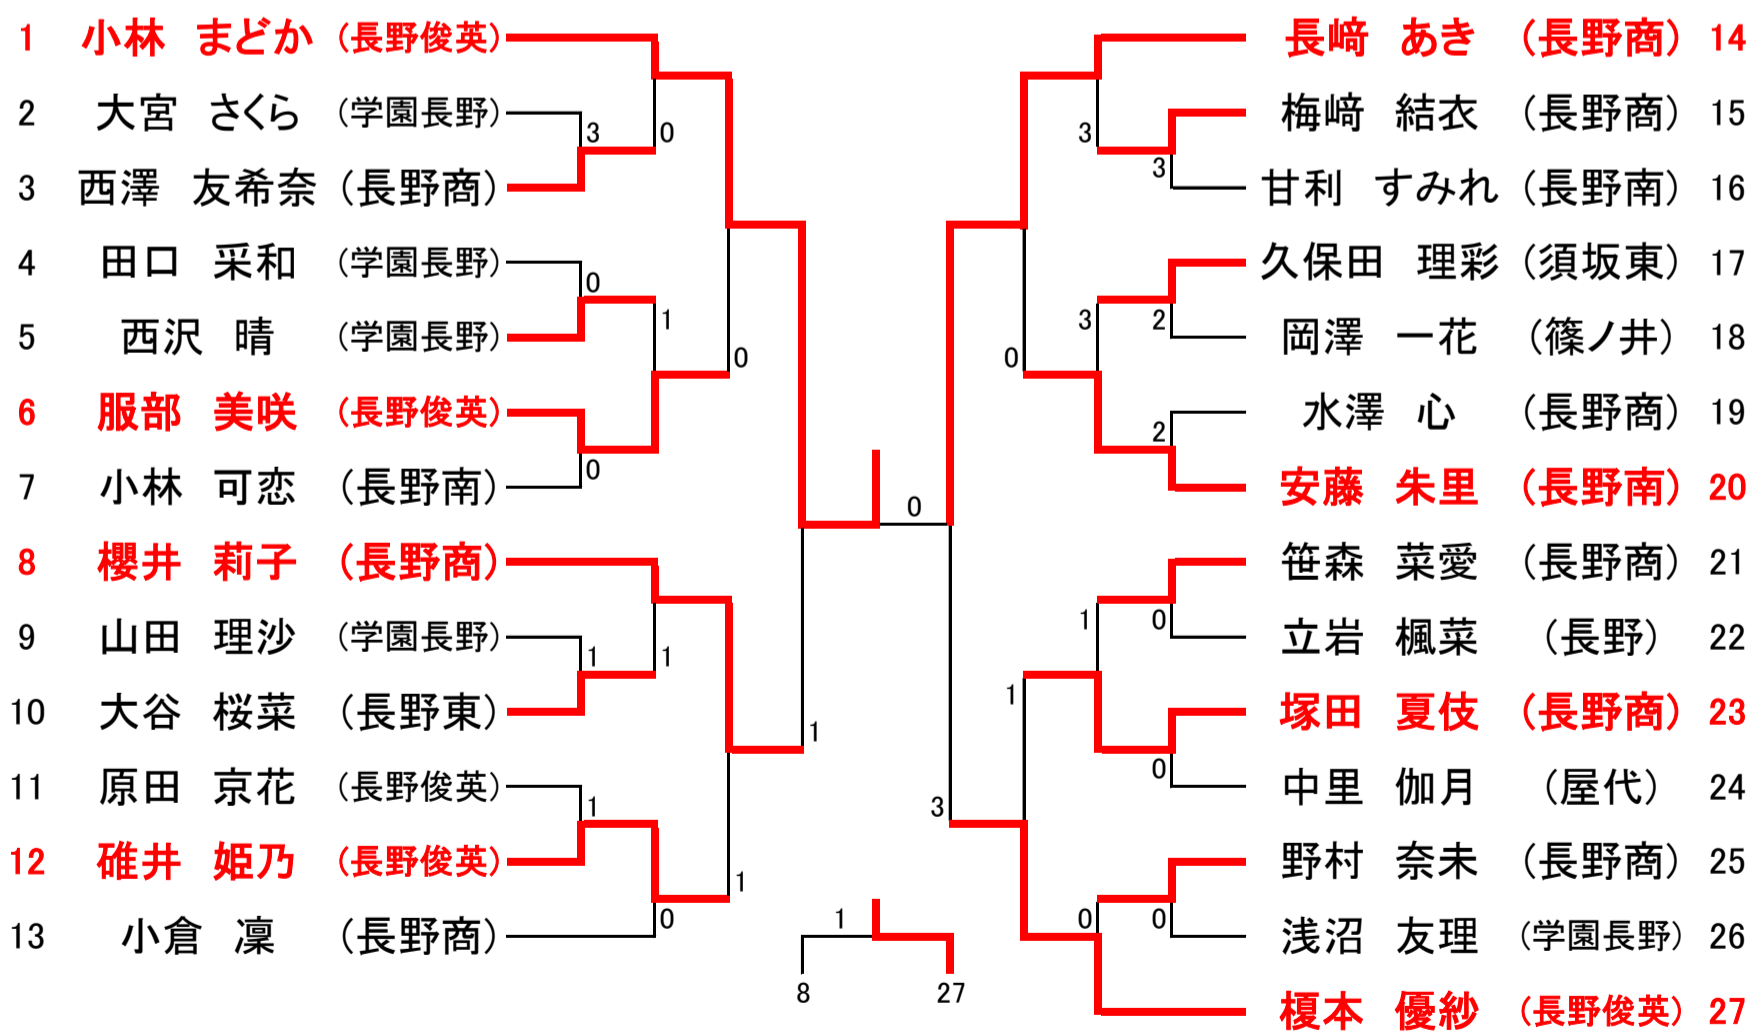 1 小林 まどか (長野俊英)
2 大宮 さくら (学園長野)
3 西澤 友希奈 (長野商)
4 田口 采和 (学園長野)
5 西沢 晴 (学園長野)
6 服部 美咲 (長野俊英)
7 小林 可恋 (長野南)
8 櫻井 莉子 (長野商)
9 山田 理沙 (学園長野)
10 大谷 桜菜 (長野東)
11 原田 京花 (長野俊英)
12 碓井 姫乃 (長野俊英)
13 小倉 凜 (長野商)
3
0
0
1
0
0
1
1
1
1
1
0
0
1
8
27
3
3
3
2
0
2
1
0
1
0
3
0
0
長﨑 あき (長野商) 14
梅﨑 結衣 (長野商) 15
甘利 すみれ (長野南) 16
久保田 理彩 (須坂東) 17
岡澤 一花 (篠ノ井) 18
水澤 心 (長野商) 19
安藤 朱里 (長野南) 20
笹森 菜愛 (長野商) 21
立岩 楓菜 (長野) 22
塚田 夏伎 (長野商) 23
中里 伽月 (屋代) 24
野村 奈未 (長野商) 25
浅沼 友理 (学園長野) 26
榎本 優紗 (長野俊英) 27